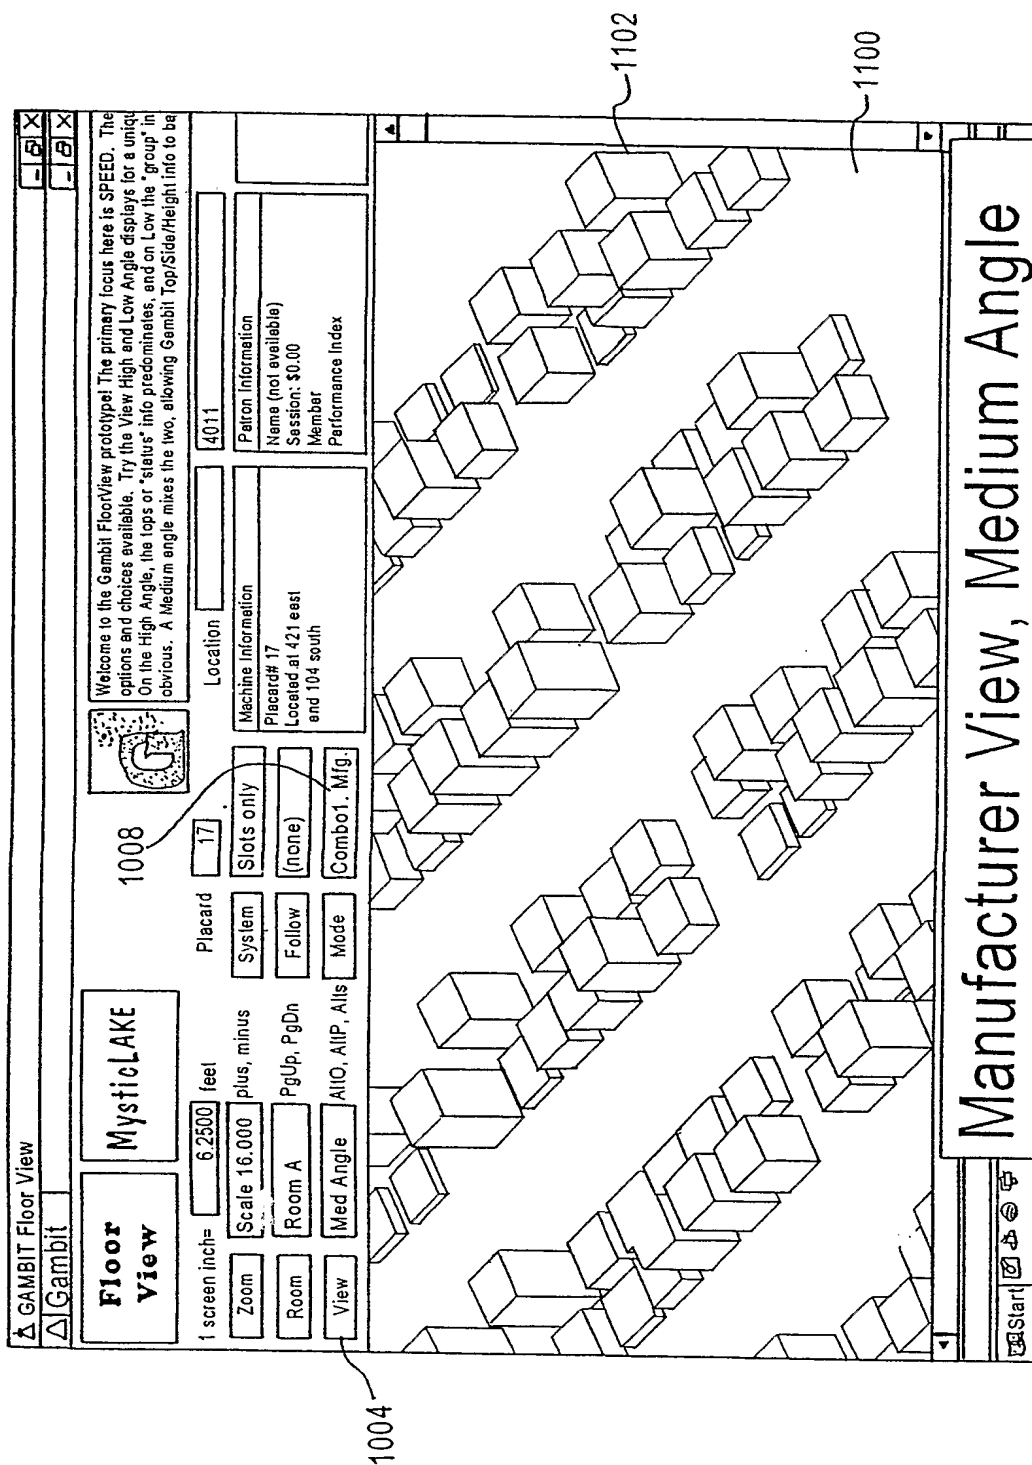 GAMBIT Floor View
Gambit
Floor
View
MysticLAKE
G
Welcome to the Gambit FloorView prototype! The primary focus here is SPEED. The
options and choices available. Try the View High and Low Angle displays for a uniqu
On the High Angle, the tops or "status" info predominates, and on Low the "group" in
obvious. A Medium angle mixes the two, allowing Gambit Top/Side/Height info to be
1 screen inch= 6.2500 feet
Placard 17
Location 4011
Zoom Scale 16.000 plus, minus
System Slots only
Room Room A PgUp, PgDn
Follow (none)
View Med Angle AllO, AllP, Alls
Mode Combo1. Mfg.
Machine Information
Placard# 17
Located at 421 east
and 104 south
Patron Information
Name (not available)
Session: $0.00
Member
Performance Index
1008
1004
1102
1100
Start
Manufacturer View, Medium Angle